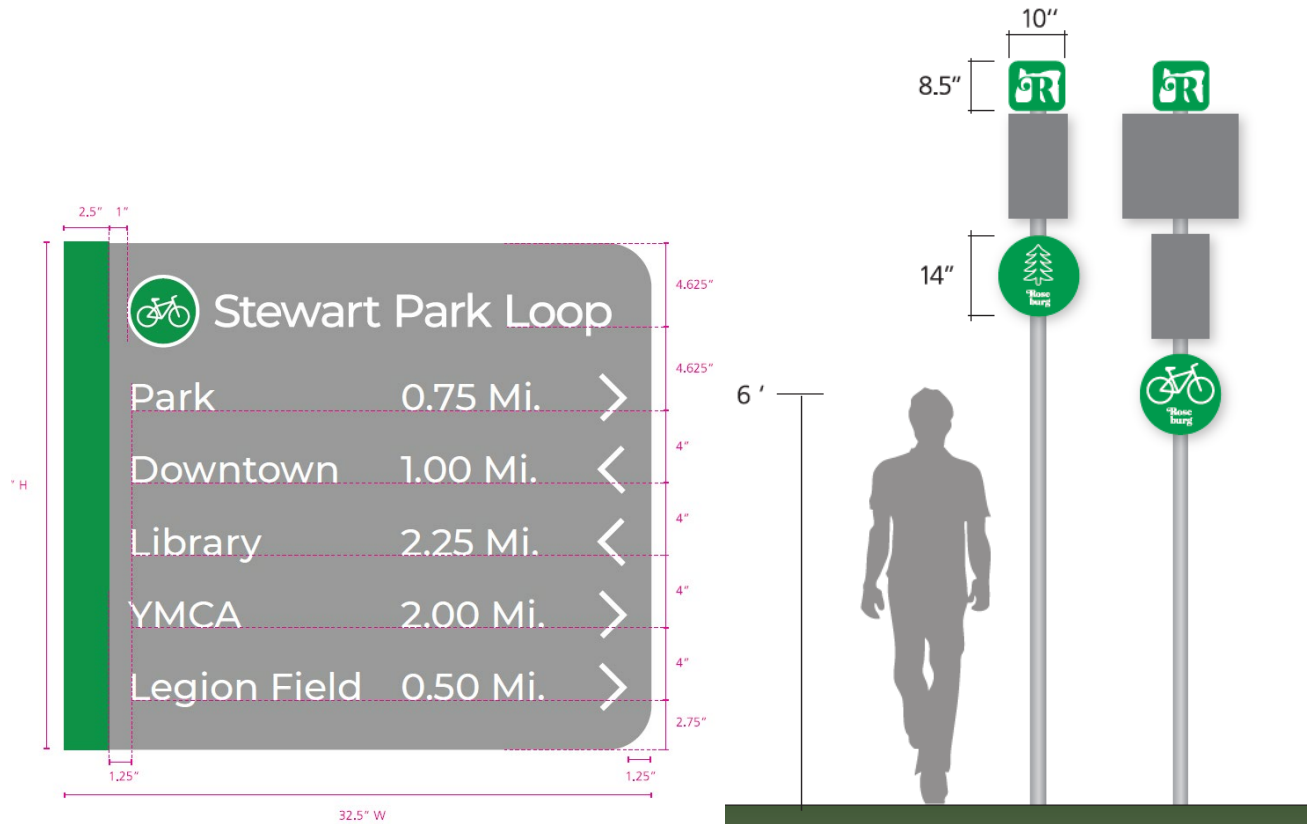 2.5" 1"
Stewart Park Loop
Park 0.75 Mi.
Downtown 1.00 Mi.
Library 2.25 Mi.
YMCA 2.00 Mi.
Legion Field 0.50 Mi.
4.625"
4.625"
4"
4"
4"
4"
2.75"
" H
1.25"
1.25"
32.5" W
10"
8.5"
R
14"
Rose
burg
6 '
R
Rose
burg